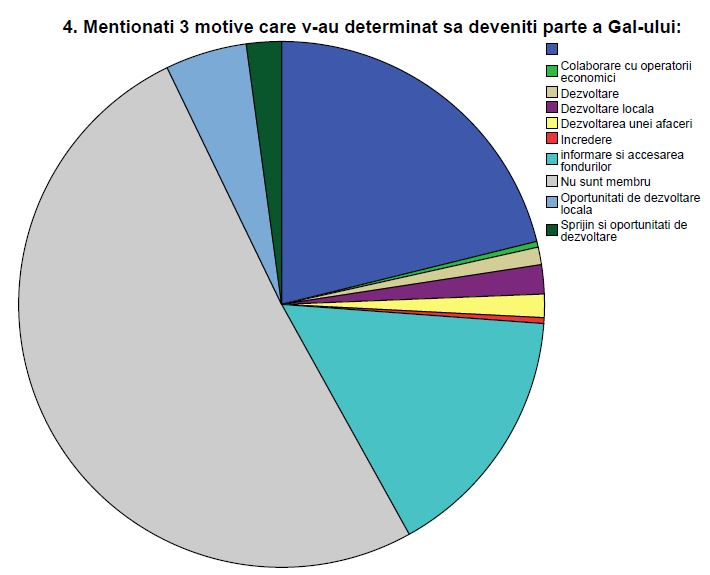 4. Mentionati 3 motive care v-au determinat sa deveniti parte a Gal-ului:
Colaborare cu operatorii
economici
Dezvoltare
Dezvoltare locala
Dezvoltarea unei afaceri
Incredere
informare si accesarea
fondurilor
Nu sunt membru
Oportunitati de dezvoltare
locala
Sprijin si oportunitati de
dezvoltare